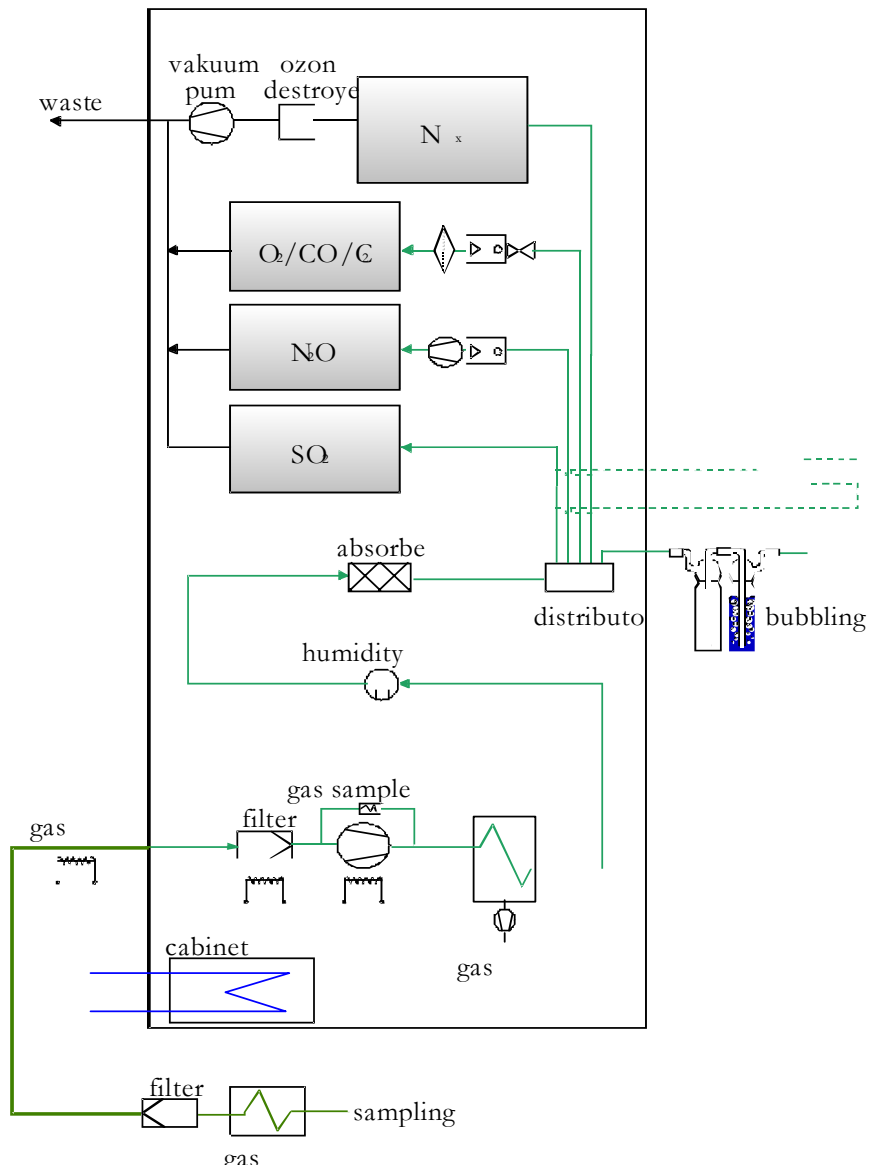 vakuum
pum
ozon
destroye
waste
N x
O2/CO/C2
N2O
SO2
absorbe
distributo
bubbling
humidity
gas sample
filter
gas
gas
cabinet
filter
sampling
gas